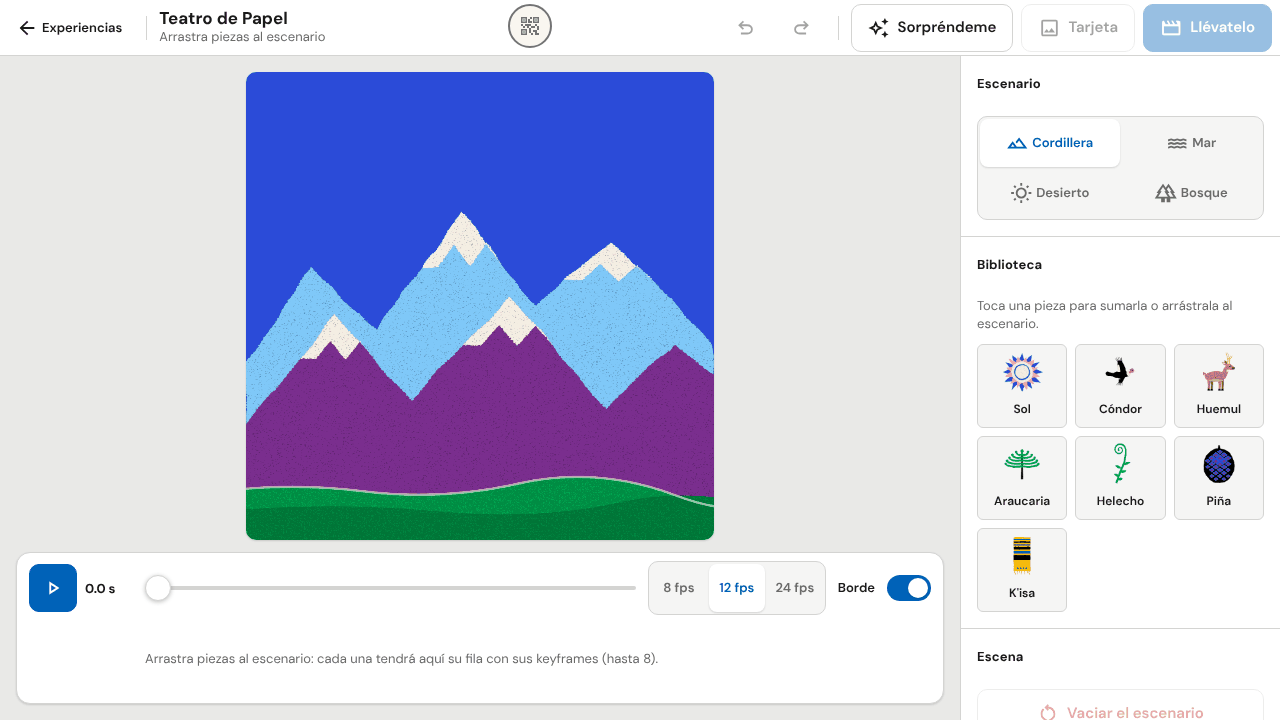 Experiencias
Teatro de Papel
Arrastra piezas al escenario
Sorpréndeme
Tarjeta
Llévatelo
Escenario
Cordillera
Mar
Desierto
Bosque
Biblioteca
Toca una pieza para sumarla o arrástrala al
escenario.
Sol
Cóndor
Huemul
Araucaria
Helecho
Piña
K'isa
0.0 s
8 fps
12 fps
24 fps
Borde
Arrastra piezas al escenario: cada una tendrá aquí su fila con sus keyframes (hasta 8).
Escena
Vaciar el escenario